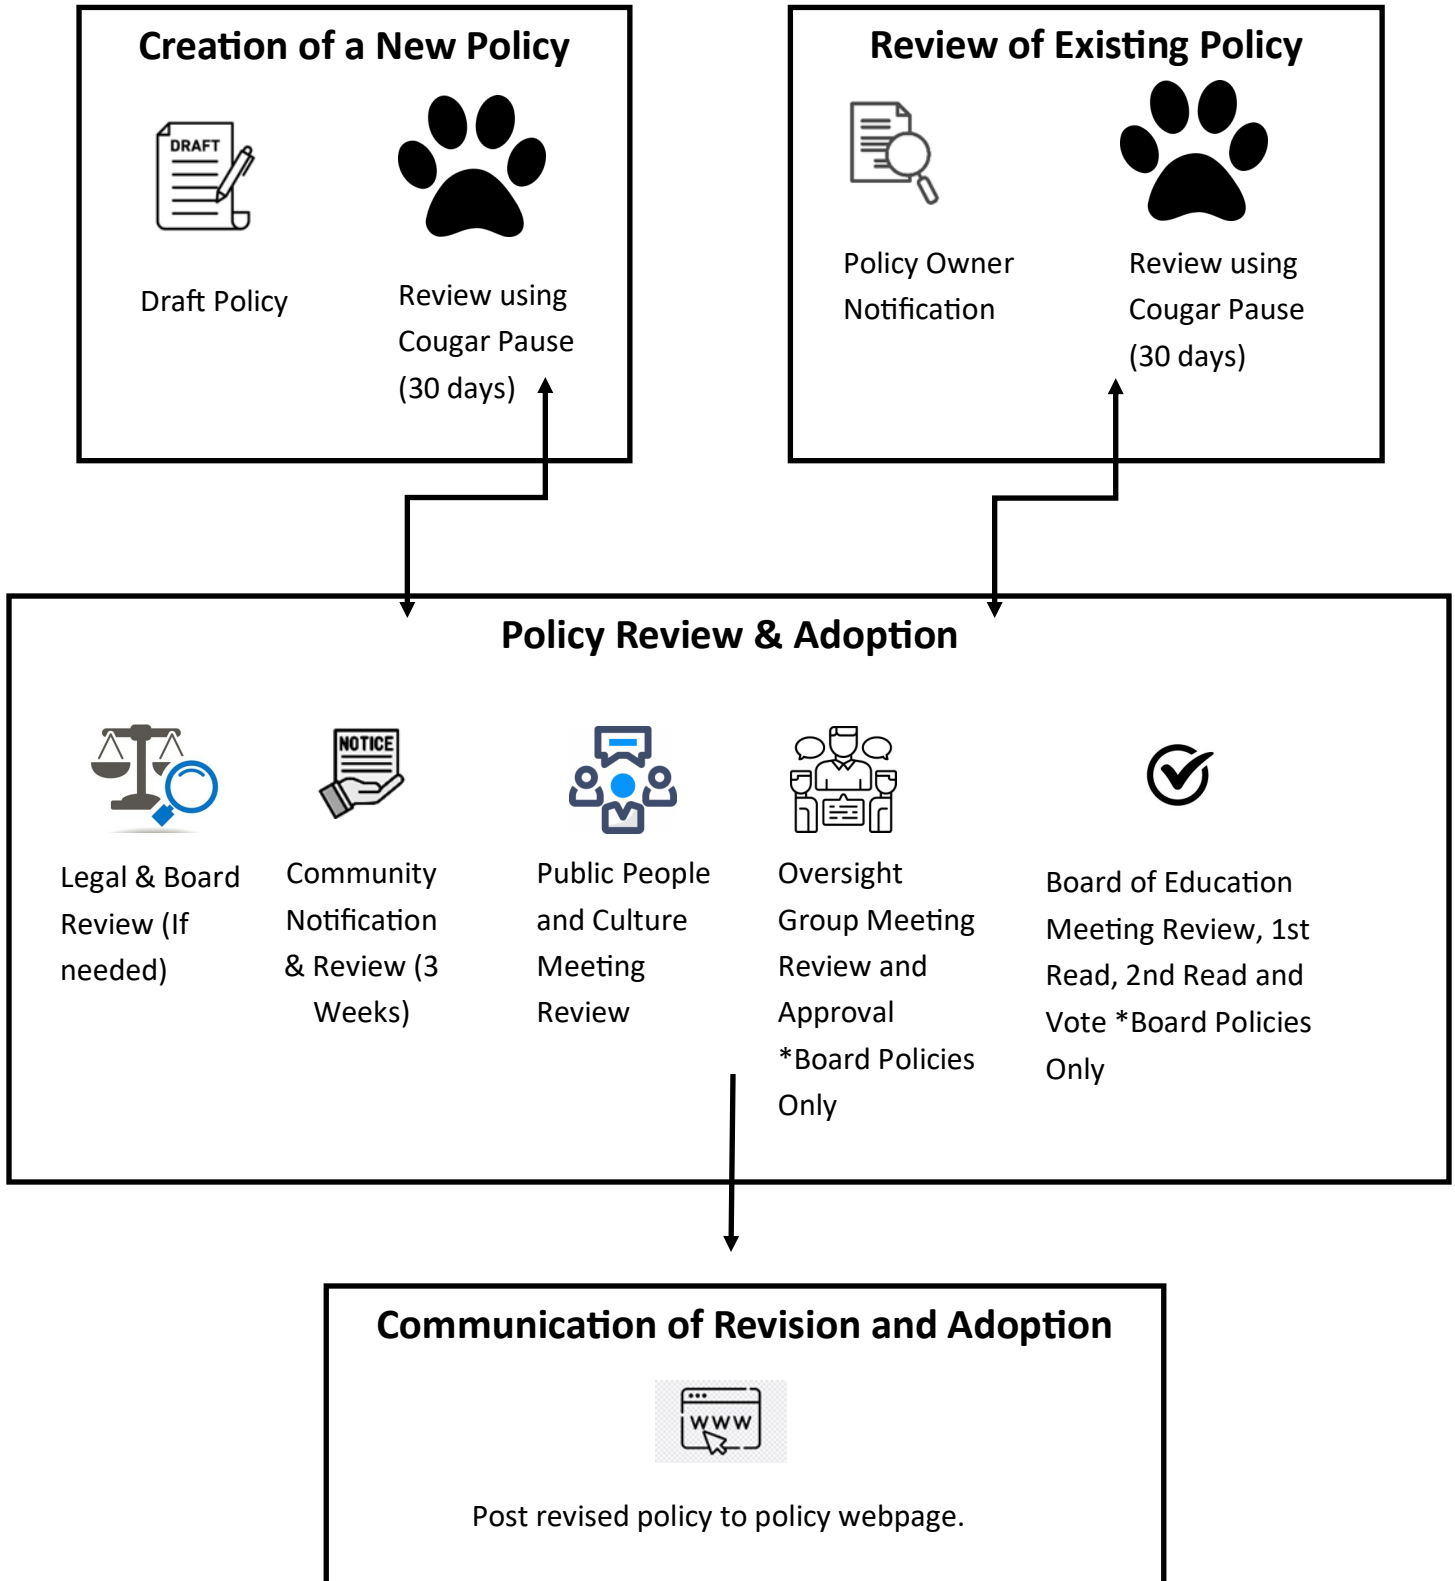 Creation of a New Policy
DRAFT
Draft Policy
Review using
Cougar Pause
(30 days)
Review of Existing Policy
Policy Owner
Notification
Review using
Cougar Pause
(30 days)
Policy Review & Adoption
Legal & Board
Review (If
needed)
NOTICE
Community
Notification
& Review (3
Weeks)
Public People
and Culture
Meeting
Review
Oversight
Group Meeting
Review and
Approval
*Board Policies
Only
Board of Education
Meeting Review, 1st
Read, 2nd Read and
Vote *Board Policies
Only
Communication of Revision and Adoption
WWW
Post revised policy to policy webpage.